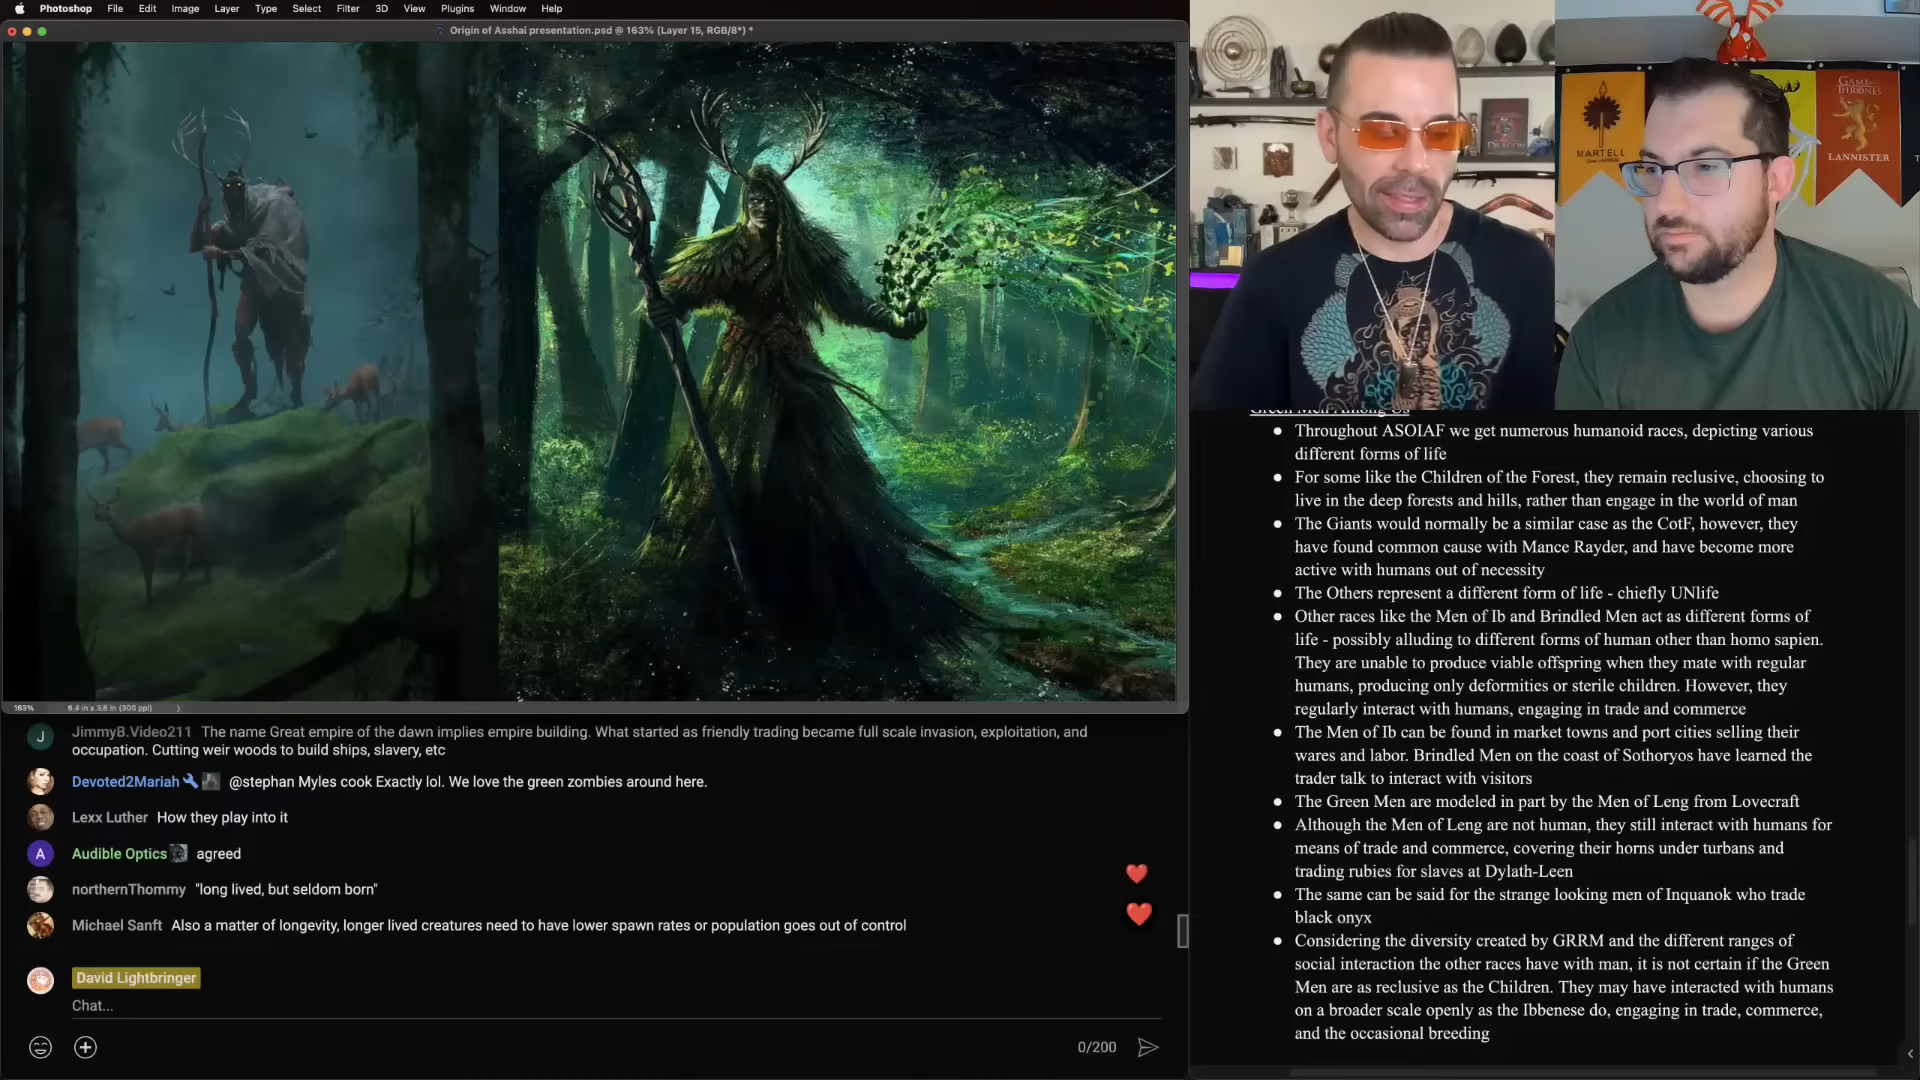 Photoshop File Edit Image Layer Type Select Filter 3D View Plugins Window Help
Origin of Asshai presentation.psd @ 163% (Layer 15, RGB/8*) *
MARTELL
GAME OF THRONES
LANNISTER
DRAGON
163% 6.4 in x 3.6 in (300 ppi)
JimmyB.Video211 The name Great empire of the dawn implies empire building. What started as friendly trading became full scale invasion, exploitation, and
occupation. Cutting weir woods to build ships, slavery, etc
Devoted2Mariah @stephan Myles cook Exactly lol. We love the green zombies around here.
Lexx Luther How they play into it
A
Audible Optics agreed
northernThommy "long lived, but seldom born"
Michael Sanft Also a matter of longevity, longer lived creatures need to have lower spawn rates or population goes out of control
David Lightbringer
Chat...
0/200
J
Green Men Among Us
● Throughout ASOIAF we get numerous humanoid races, depicting various
different forms of life
● For some like the Children of the Forest, they remain reclusive, choosing to
live in the deep forests and hills, rather than engage in the world of man
● The Giants would normally be a similar case as the CotF, however, they
have found common cause with Mance Rayder, and have become more
active with humans out of necessity
● The Others represent a different form of life - chiefly UNlife
● Other races like the Men of Ib and Brindled Men act as different forms of
life - possibly alluding to different forms of human other than homo sapien.
They are unable to produce viable offspring when they mate with regular
humans, producing only deformities or sterile children. However, they
regularly interact with humans, engaging in trade and commerce
● The Men of Ib can be found in market towns and port cities selling their
wares and labor. Brindled Men on the coast of Sothoryos have learned the
trader talk to interact with visitors
● The Green Men are modeled in part by the Men of Leng from Lovecraft
● Although the Men of Leng are not human, they still interact with humans for
means of trade and commerce, covering their horns under turbans and
trading rubies for slaves at Dylath-Leen
● The same can be said for the strange looking men of Inquanok who trade
black onyx
● Considering the diversity created by GRRM and the different ranges of
social interaction the other races have with man, it is not certain if the Green
Men are as reclusive as the Children. They may have interacted with humans
on a broader scale openly as the Ibbenese do, engaging in trade, commerce,
and the occasional breeding